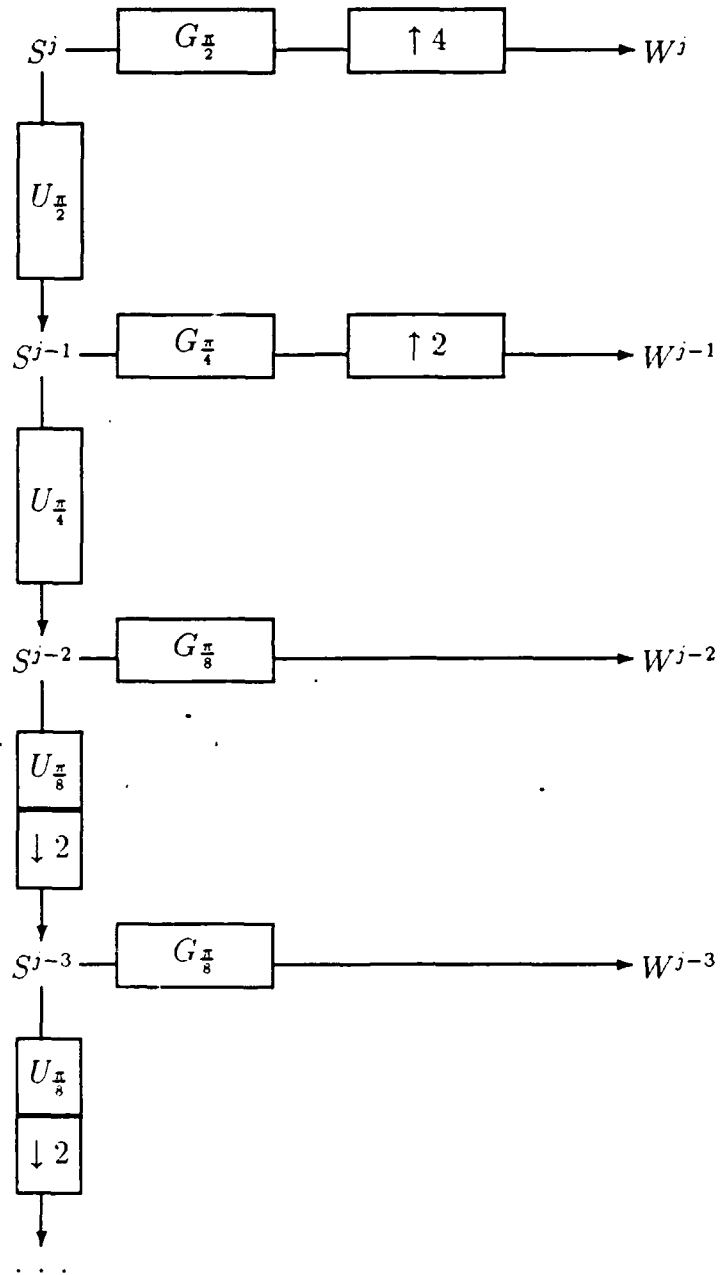 S^j G_{π/2} ↑ 4 W^j
U_{π/2}
S^{j−1} G_{π/4} ↑ 2 W^{j−1}
U_{π/4}
S^{j−2} G_{π/8} W^{j−2}
U_{π/8}
↓ 2
S^{j−3} G_{π/8} W^{j−3}
U_{π/8}
↓ 2
. . .